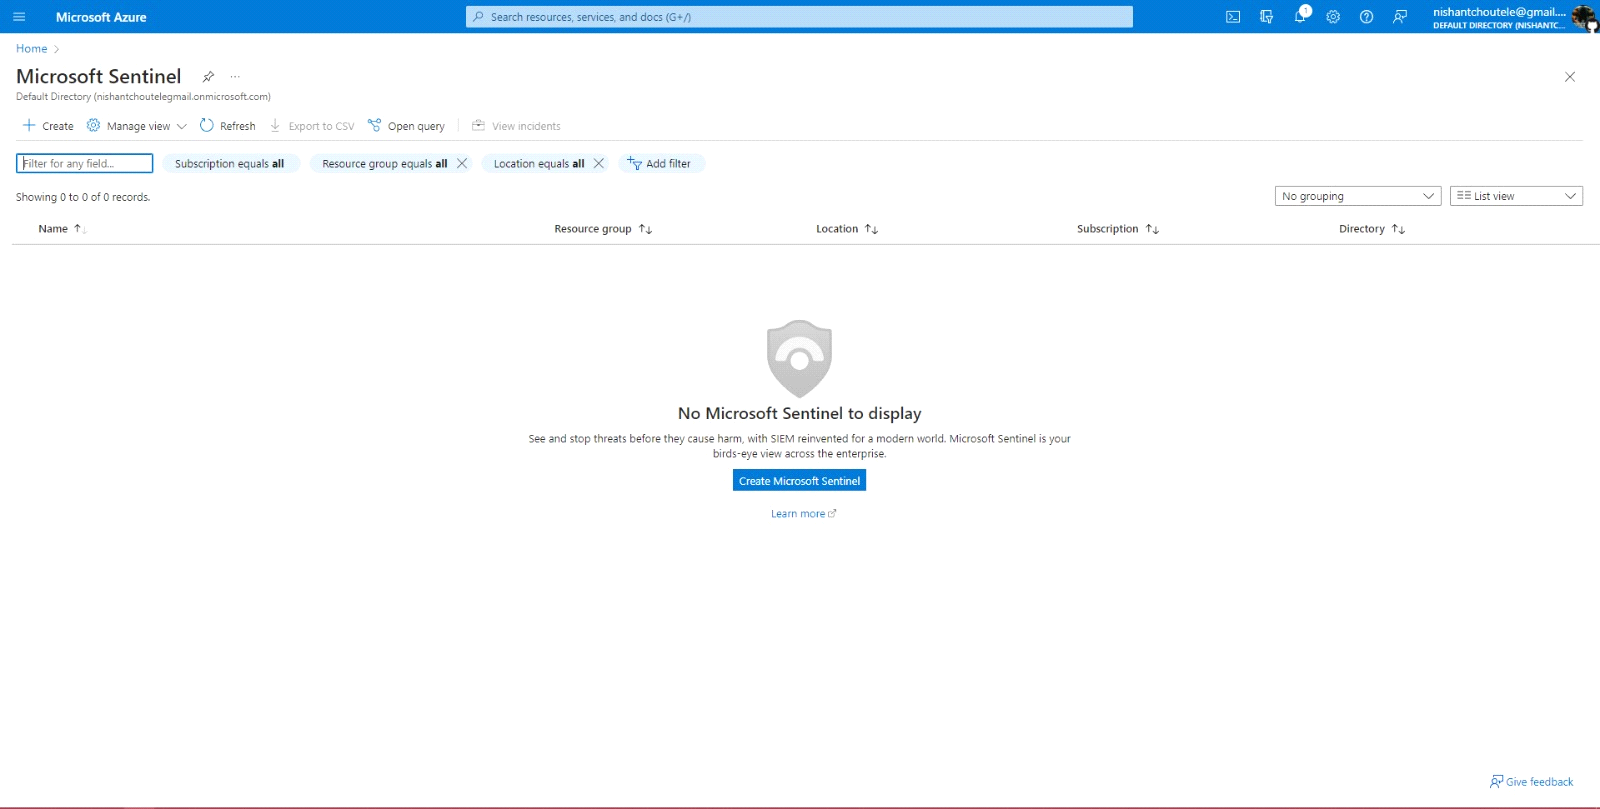 Microsoft Azure
Search resources, services, and docs (G+/)
1
nishantchoutele@gmail....
DEFAULT DIRECTORY (NISHANTC...
Home
Microsoft Sentinel
...
Default Directory (nishantchoutelegmail.onmicrosoft.com)
Create
Manage view
Refresh
Export to CSV
Open query
View incidents
Filter for any field...
Subscription equals all
Resource group equals all
Location equals all
Add filter
Showing 0 to 0 of 0 records.
No grouping
List view
Name
Resource group
Location
Subscription
Directory
No Microsoft Sentinel to display
See and stop threats before they cause harm, with SIEM reinvented for a modern world. Microsoft Sentinel is your
birds-eye view across the enterprise.
Create Microsoft Sentinel
Learn more
Give feedback